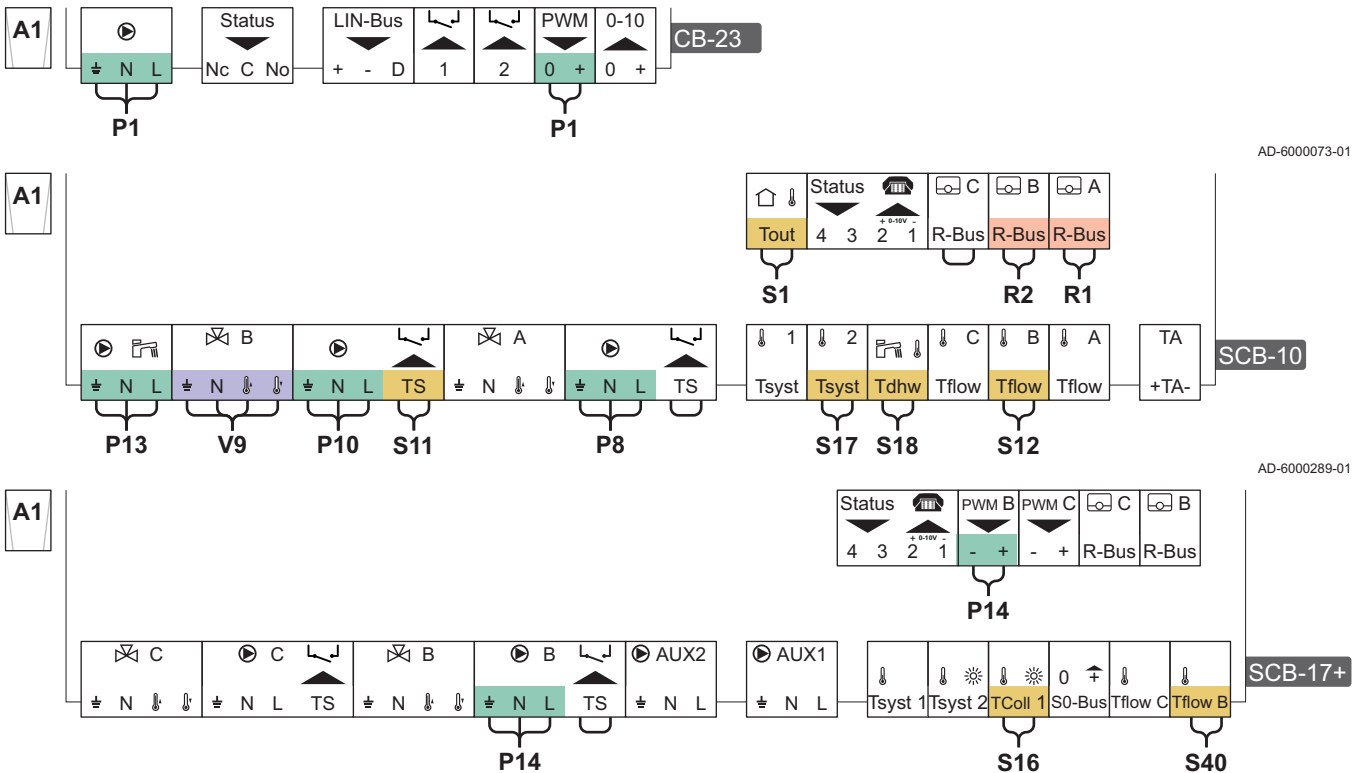 A1
Status
LIN-Bus
PWM
0-10
CB-23
N L
Nc C No
+ - D
1
2
0 +
0 +
P1
P1
AD-6000073-01
A1
Status
C
B
A
+ 0-10V -
Tout
4 3
2 1
R-Bus
R-Bus
R-Bus
S1
R2
R1
B
A
1
2
C
B
A
TA
SCB-10
N L
N
N L
TS
N
N L
TS
Tsyst
Tsyst
Tdhw
Tflow
Tflow
Tflow
+TA-
P13
V9
P10
S11
P8
S17
S18
S12
AD-6000289-01
A1
Status
PWM B
PWM C
C
B
+ 0-10V -
4 3
2 1
- +
- +
R-Bus
R-Bus
P14
C
C
B
B
AUX2
AUX1
0 +
SCB-17+
N
N L
TS
N
N L
TS
N L
N L
Tsyst 1
Tsyst 2
TColl 1
S0-Bus
Tflow C
Tflow B
P14
S16
S40